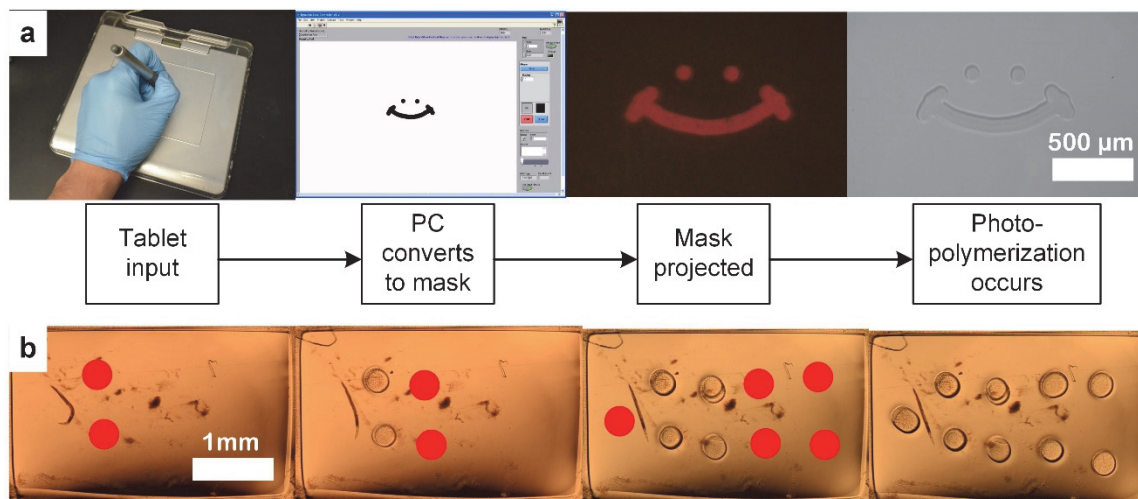 a
500 µm
Tablet
input
PC
converts
to mask
Mask
projected
Photo-
polymerization
occurs
b
1mm